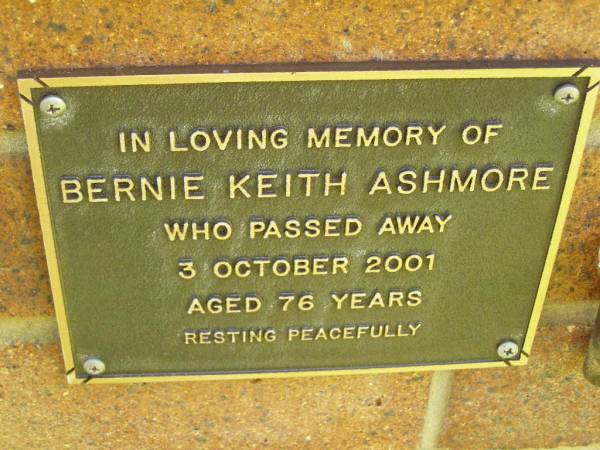 IN LOVING MEMORY OF
BERNIE KEITH ASHMORE
WHO PASSED AWAY
3 OCTOBER 2001
AGED 76 YEARS
RESTING PEACEFULLY